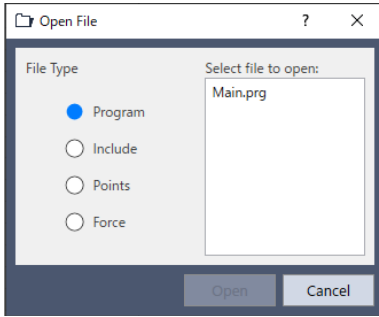 Open File
?
File Type
Select file to open:
Main.prg
Program
Include
Points
Force
Open
Cancel